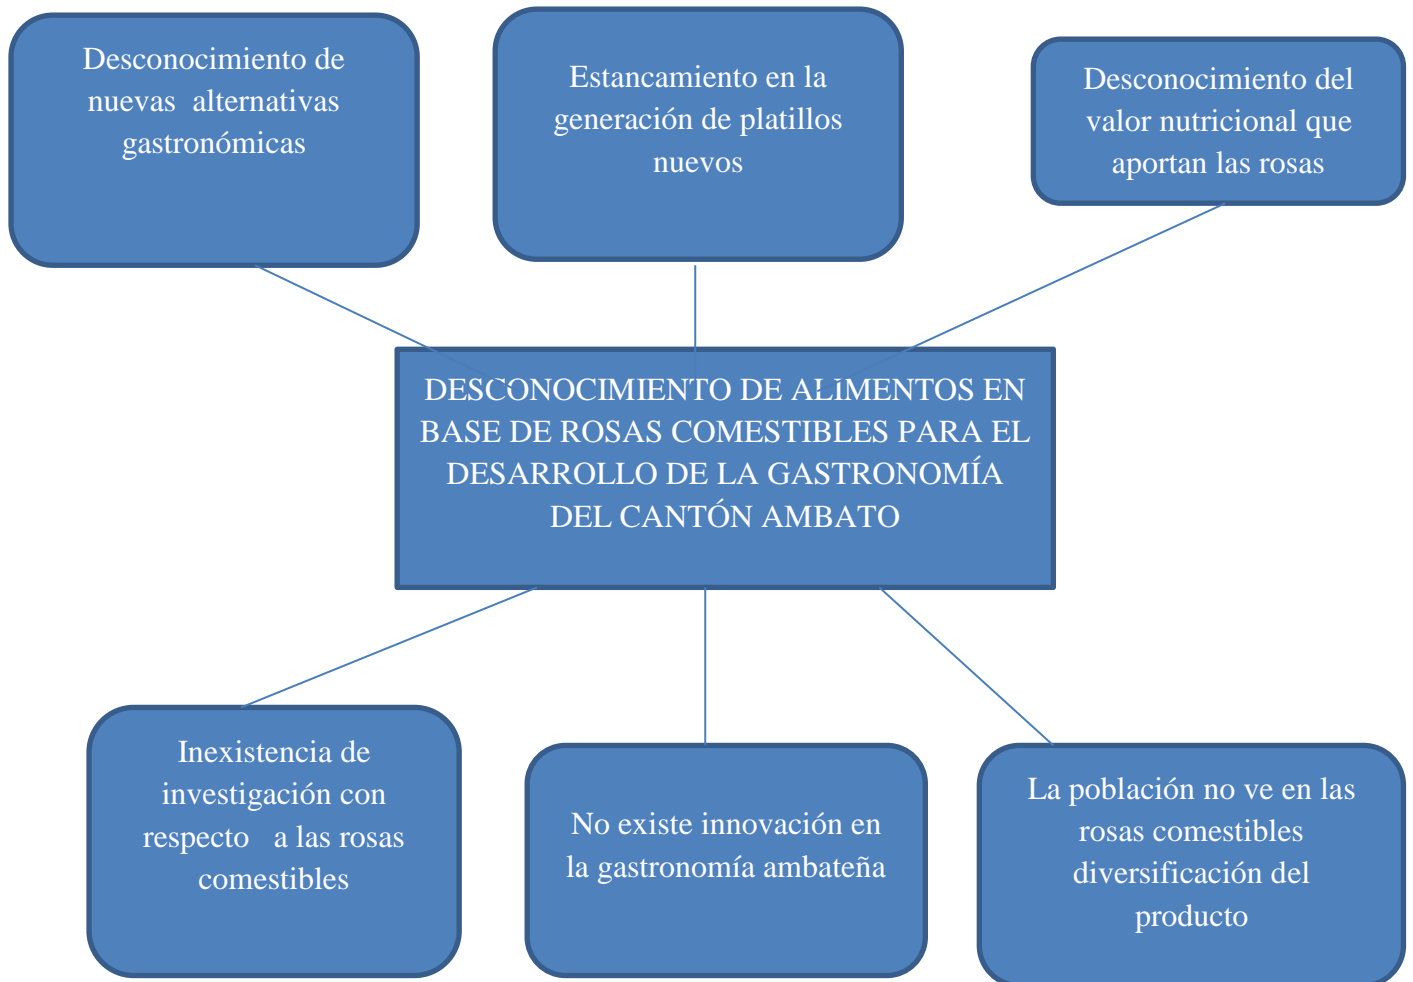 Desconocimiento de
nuevas alternativas
gastronómicas
Estancamiento en la
generación de platillos
nuevos
Desconocimiento del
valor nutricional que
aportan las rosas
DESCONOCIMIENTO DE ALIMENTOS EN
BASE DE ROSAS COMESTIBLES PARA EL
DESARROLLO DE LA GASTRONOMÍA
DEL CANTÓN AMBATO
Inexistencia de
investigación con
respecto a las rosas
comestibles
No existe innovación en
la gastronomía ambateña
La población no ve en las
rosas comestibles
diversificación del
producto